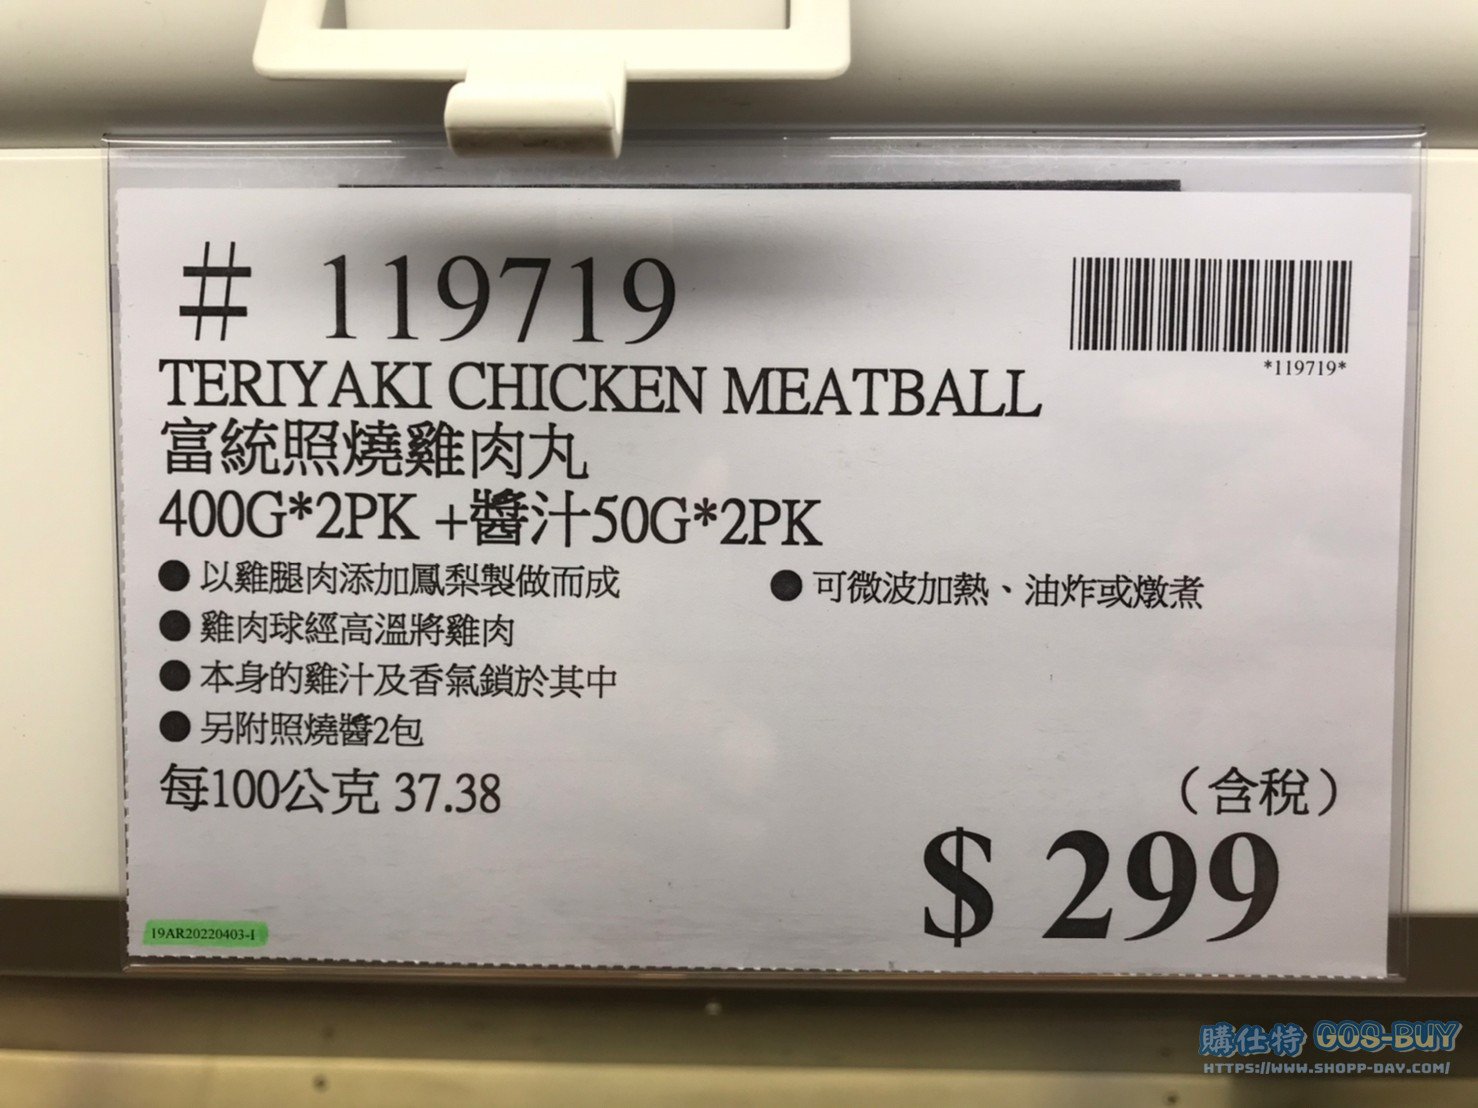 # 119719
*119719*
TERIYAKI CHICKEN MEATBALL
富統照燒雞肉丸
400G*2PK +醬汁50G*2PK
●以雞腿肉添加鳳梨製做而成
●可微波加熱、油炸或燉煮
●雞肉球經高溫將雞肉
●本身的雞汁及香氣鎖於其中
●另附照燒醬2包
每100公克 37.38
（含稅）
$ 299
19AR20220403-I
購仕特 GOS-BUY
HTTPS://WWW.SHOPP-DAY.COM/